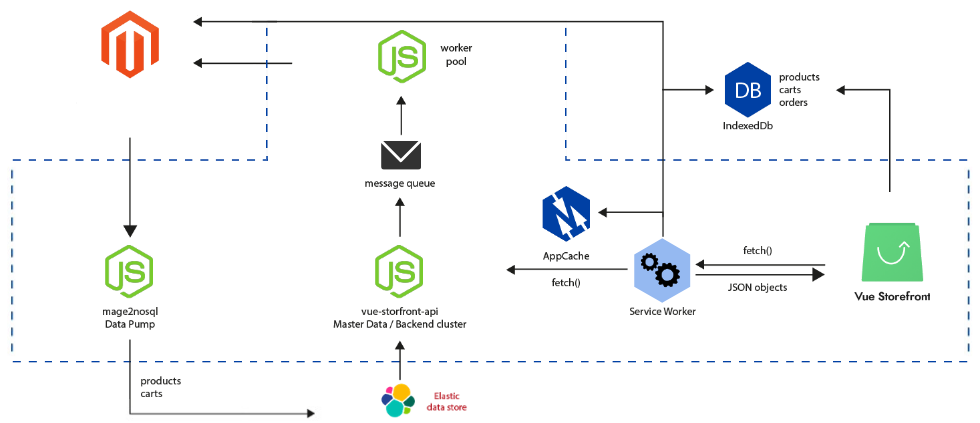 JS
worker
pool
DB
products
carts
orders
IndexedDb
message queue
AppCache
fetch()
fetch()
JSON objects
Service Worker
Vue Storefront
JS
mage2nosql
Data Pump
JS
vue-storfront-api
Master Data / Backend cluster
products
carts
Elastic
data store